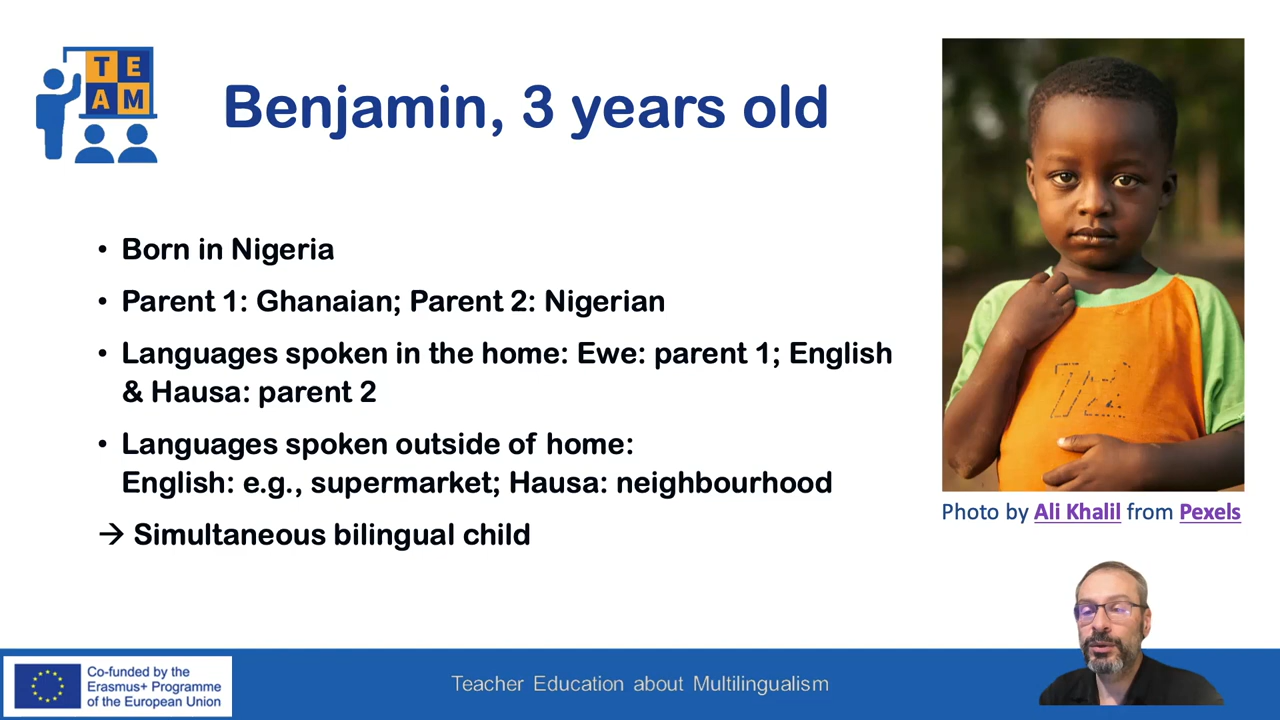 T E
A M
Benjamin, 3 years old
• Born in Nigeria
• Parent 1: Ghanaian; Parent 2: Nigerian
• Languages spoken in the home: Ewe: parent 1; English
& Hausa: parent 2
• Languages spoken outside of home:
English: e.g., supermarket; Hausa: neighbourhood
→ Simultaneous bilingual child
72
Photo by Ali Khalil from Pexels
Co-funded by the
Erasmus+ Programme
of the European Union
Teacher Education about Multilingualism